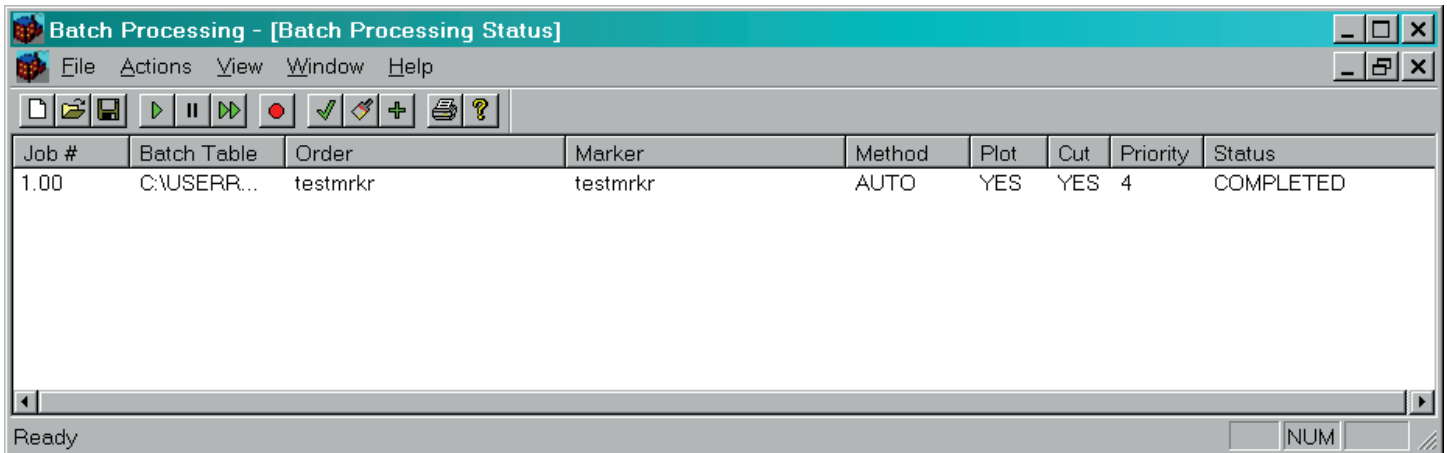 Batch Processing - [Batch Processing Status]
File Actions View Window Help
Job # Batch Table Order Marker Method Plot Cut Priority Status
1.00 C:\USERR... testmrkr testmrkr AUTO YES YES 4 COMPLETED
Ready NUM